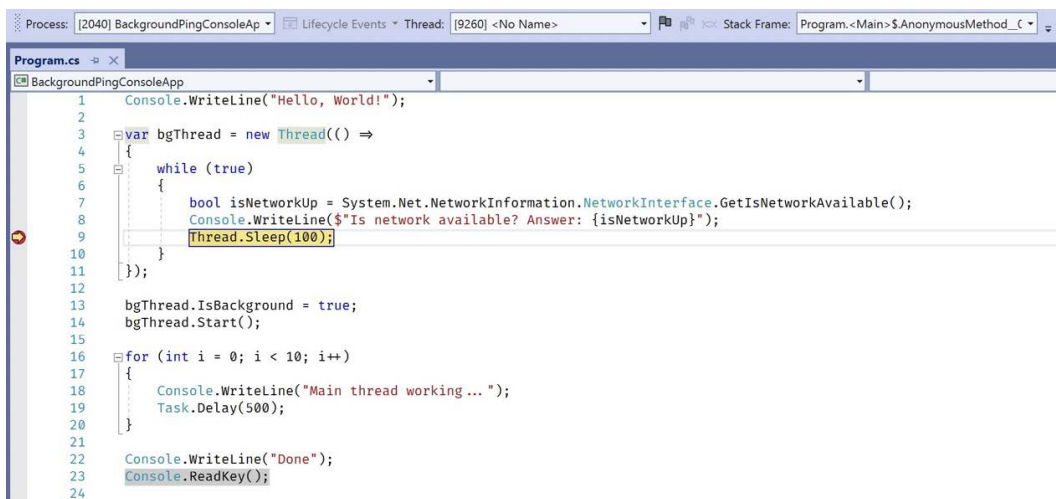 Process: [2040] BackgroundPingConsoleAp Lifecycle Events Thread: [9260] <No Name> Stack Frame: Program.<Main>$.AnonymousMethod__(
Program.cs
BackgroundPingConsoleApp
1 Console.WriteLine("Hello, World!");
2
3 var bgThread = new Thread(() ⇒
4 {
5 while (true)
6 {
7 bool isNetworkUp = System.Net.NetworkInformation.NetworkInterface.GetIsNetworkAvailable();
8 Console.WriteLine($"Is network available? Answer: {isNetworkUp}");
9 Thread.Sleep(100);
10 }
11 });
12
13 bgThread.IsBackground = true;
14 bgThread.Start();
15
16 for (int i = 0; i < 10; i++)
17 {
18 Console.WriteLine("Main thread working...");
19 Task.Delay(500);
20 }
21
22 Console.WriteLine("Done");
23 Console.ReadKey();
24